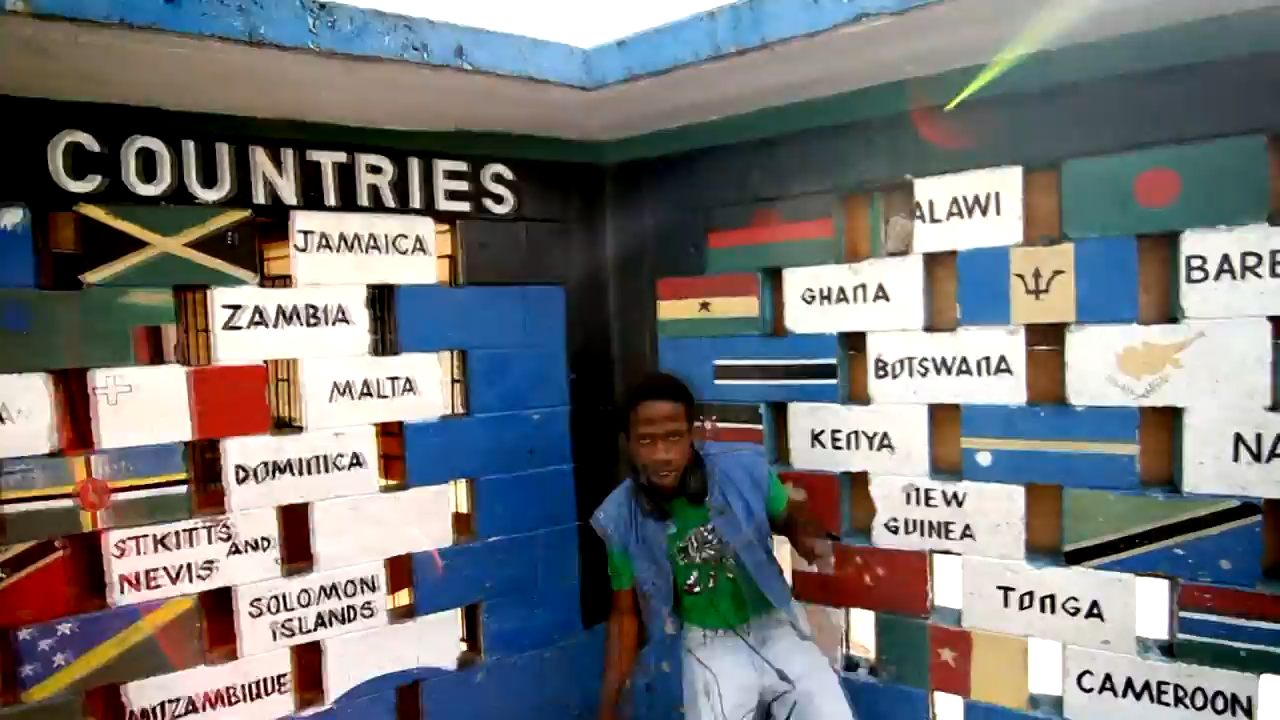 COUNTRIES
JAMAICA
ZAMBIA
MALTA
DOMINICA
ST KITTS
AND
NEVIS
SOLOMON
ISLANDS
MOZAMBIQUE
ALAWI
GHANA
BARB
BOTSWANA
KENYA
NA
NEW
GUINEA
TONGA
CAMEROON